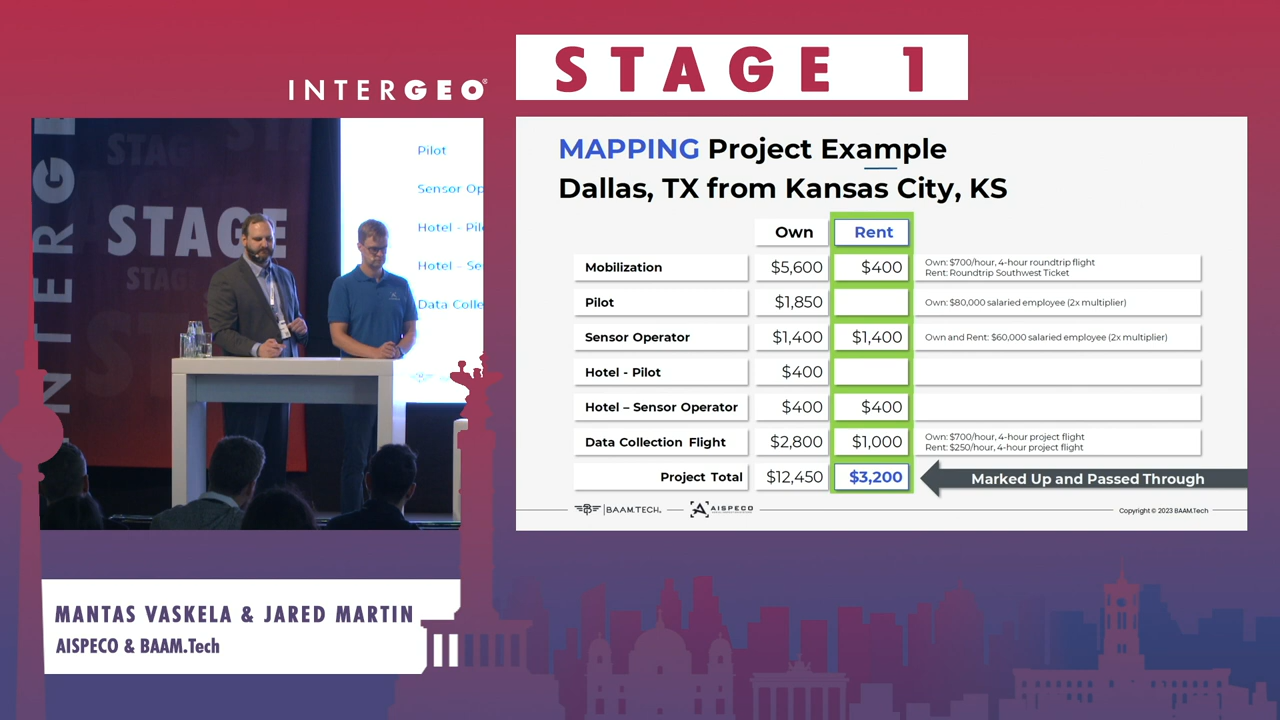 INTERGEO®
STAGE 1
INTERGE
STAGE
STAGE
STAGE
Pilot
Sensor Op
Hotel - Pil
Hotel - Se
Data Colle
MAPPING Project Example
Dallas, TX from Kansas City, KS
Own Rent
Mobilization $5,600 $400 Own: $700/hour, 4-hour roundtrip flight
Rent: Roundtrip Southwest Ticket
Pilot $1,850 Own: $80,000 salaried employee (2x multiplier)
Sensor Operator $1,400 $1,400 Own and Rent: $60,000 salaried employee (2x multiplier)
Hotel - Pilot $400
Hotel – Sensor Operator $400 $400
Data Collection Flight $2,800 $1,000 Own: $700/hour, 4-hour project flight
Rent: $250/hour, 4-hour project flight
Project Total $12,450 $3,200 Marked Up and Passed Through
BAAM.TECH AISPECO Copyright © 2023 BAAM.Tech
MANTAS VASKELA & JARED MARTIN
AISPECO & BAAM.Tech